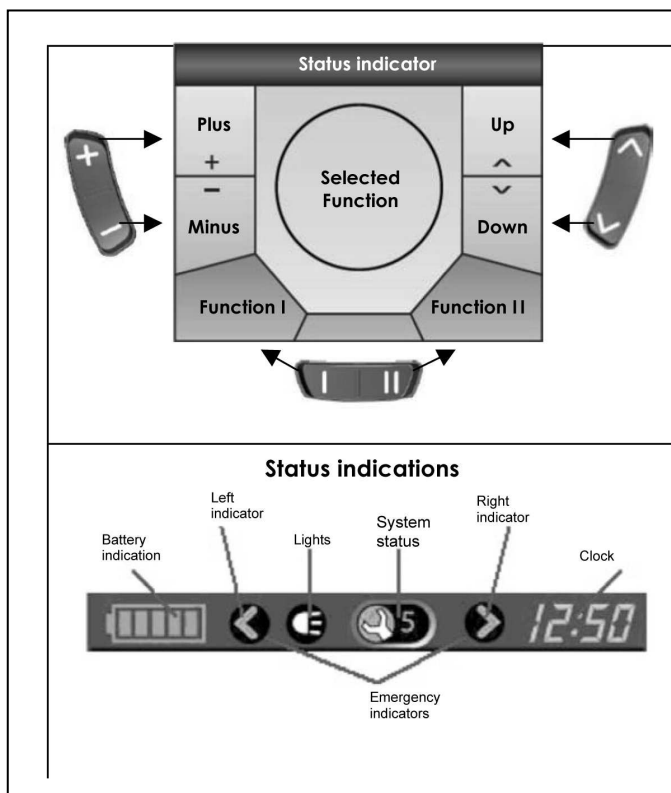 Status indicator
Plus
+
Up
^
+
−
^
v
Selected
Function
−
Minus
v
Down
Function I
Function II
I II
Status indications
Left
indicator
Right
indicator
System
status
Battery
indication
Lights
Clock
5
12:50
Emergency
indicators